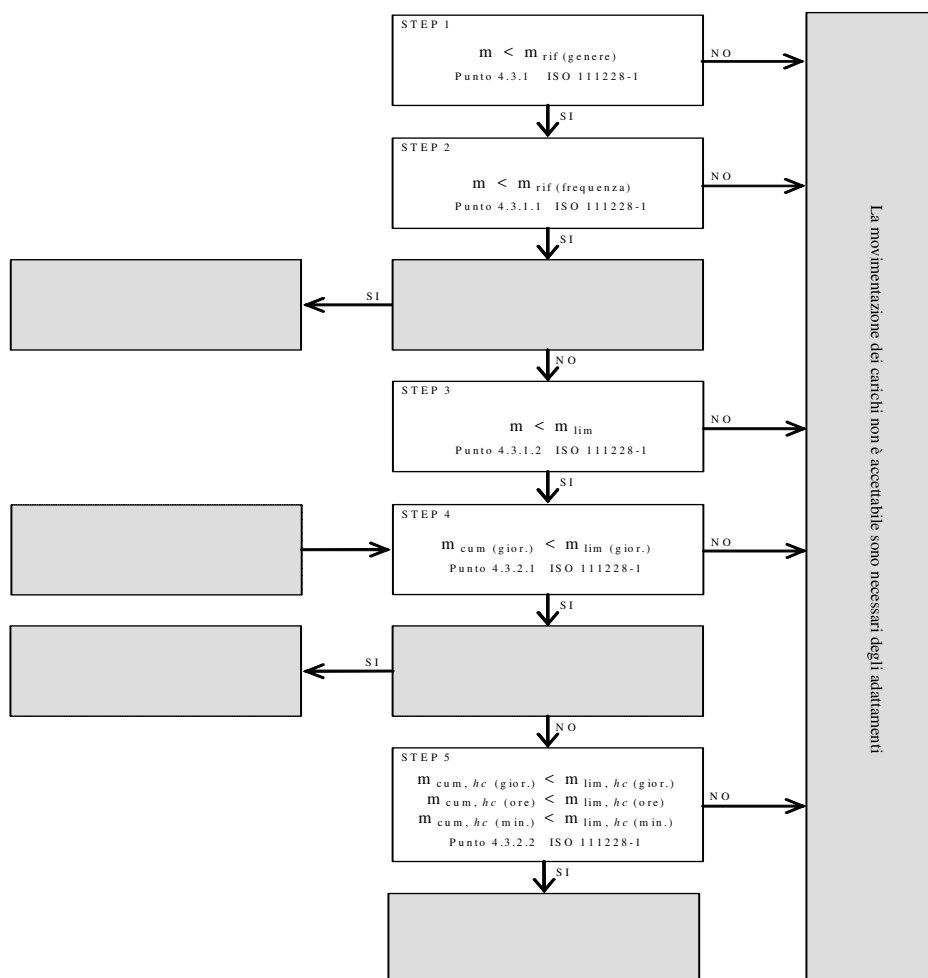 STEP 1
m < m rif (genere)
Punto 4.3.1 ISO 111228-1
NO
SI
STEP 2
m < m rif (frequenza)
Punto 4.3.1.1 ISO 111228-1
NO
SI
SI
NO
STEP 3
m < m lim
Punto 4.3.1.2 ISO 111228-1
NO
SI
STEP 4
m cum (gior.) < m lim (gior.)
Punto 4.3.2.1 ISO 111228-1
NO
SI
SI
NO
STEP 5
m cum, hc (gior.) < m lim, hc (gior.)
m cum, hc (ore) < m lim, hc (ore)
m cum, hc (min.) < m lim, hc (min.)
Punto 4.3.2.2 ISO 111228-1
NO
SI
La movimentazione dei carichi non è accettabile sono necessari degli adattamenti